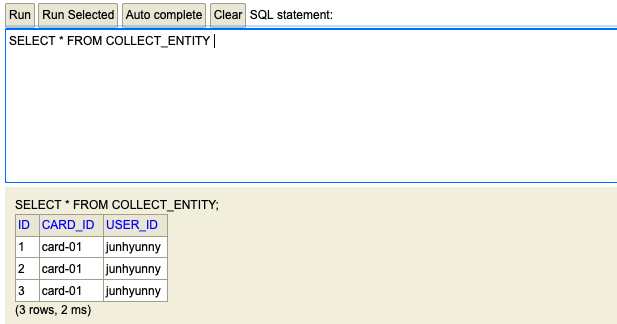 Run Run Selected Auto complete Clear SQL statement:
SELECT * FROM COLLECT_ENTITY
SELECT * FROM COLLECT_ENTITY;
ID CARD_ID USER_ID
1 card-01 junhyunny
2 card-01 junhyunny
3 card-01 junhyunny
(3 rows, 2 ms)